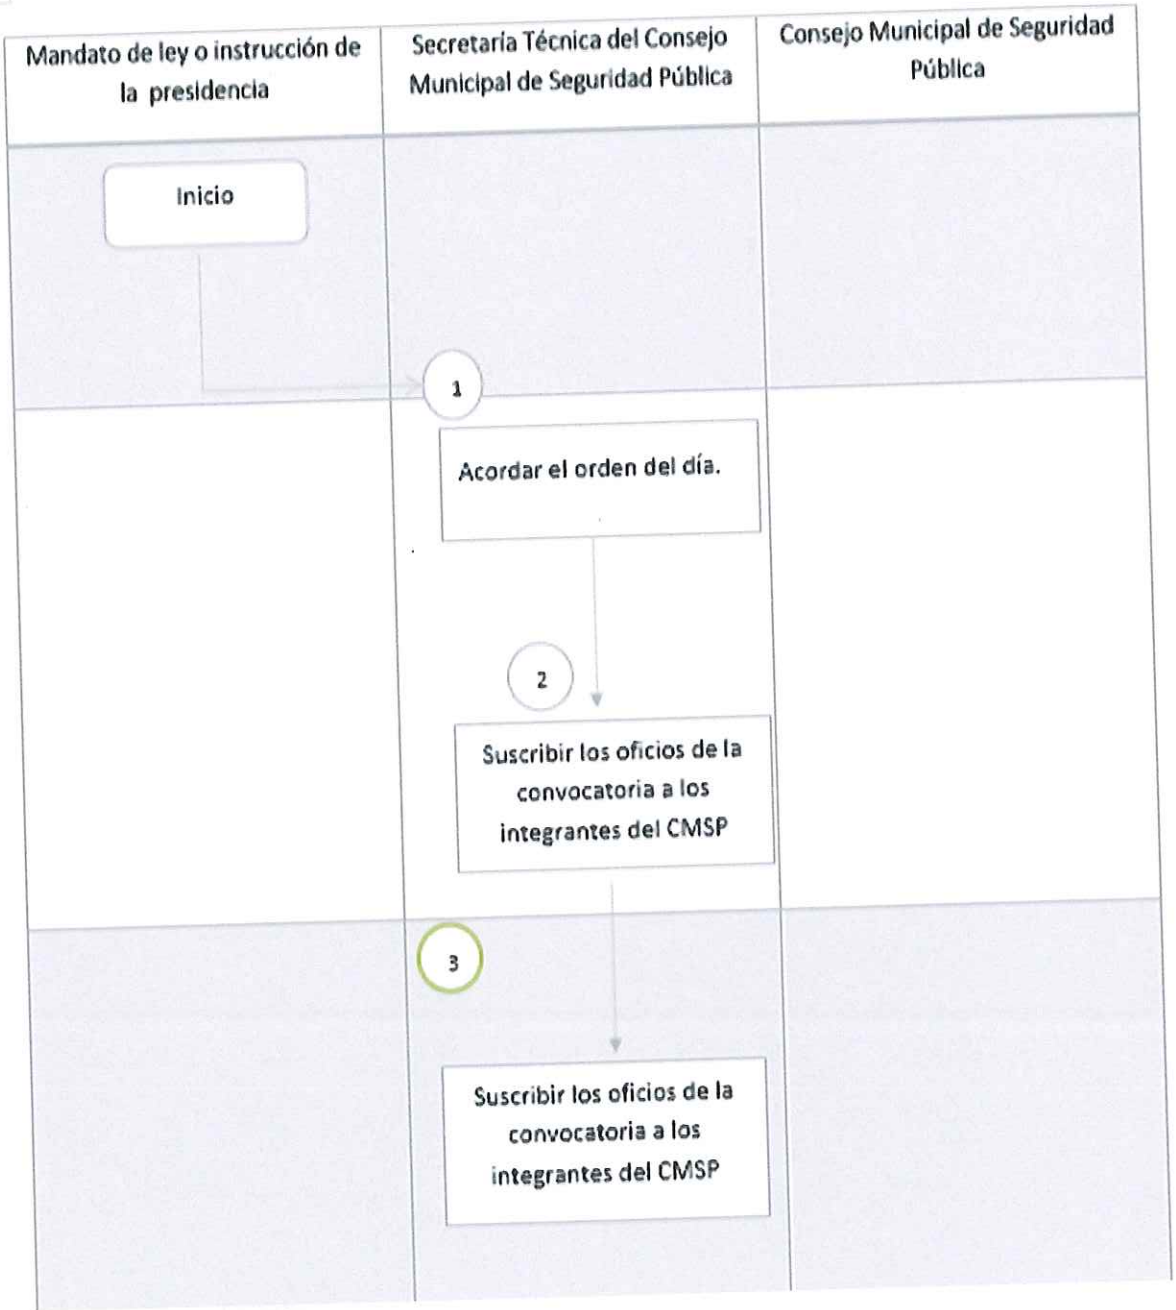 Mandato de ley o instrucción de
la presidencia
Secretaría Técnica del Consejo
Municipal de Seguridad Pública
Consejo Municipal de Seguridad
Pública
Inicio
1
Acordar el orden del día.
2
Suscribir los oficios de la
convocatoria a los
integrantes del CMSP
3
Suscribir los oficios de la
convocatoria a los
integrantes del CMSP